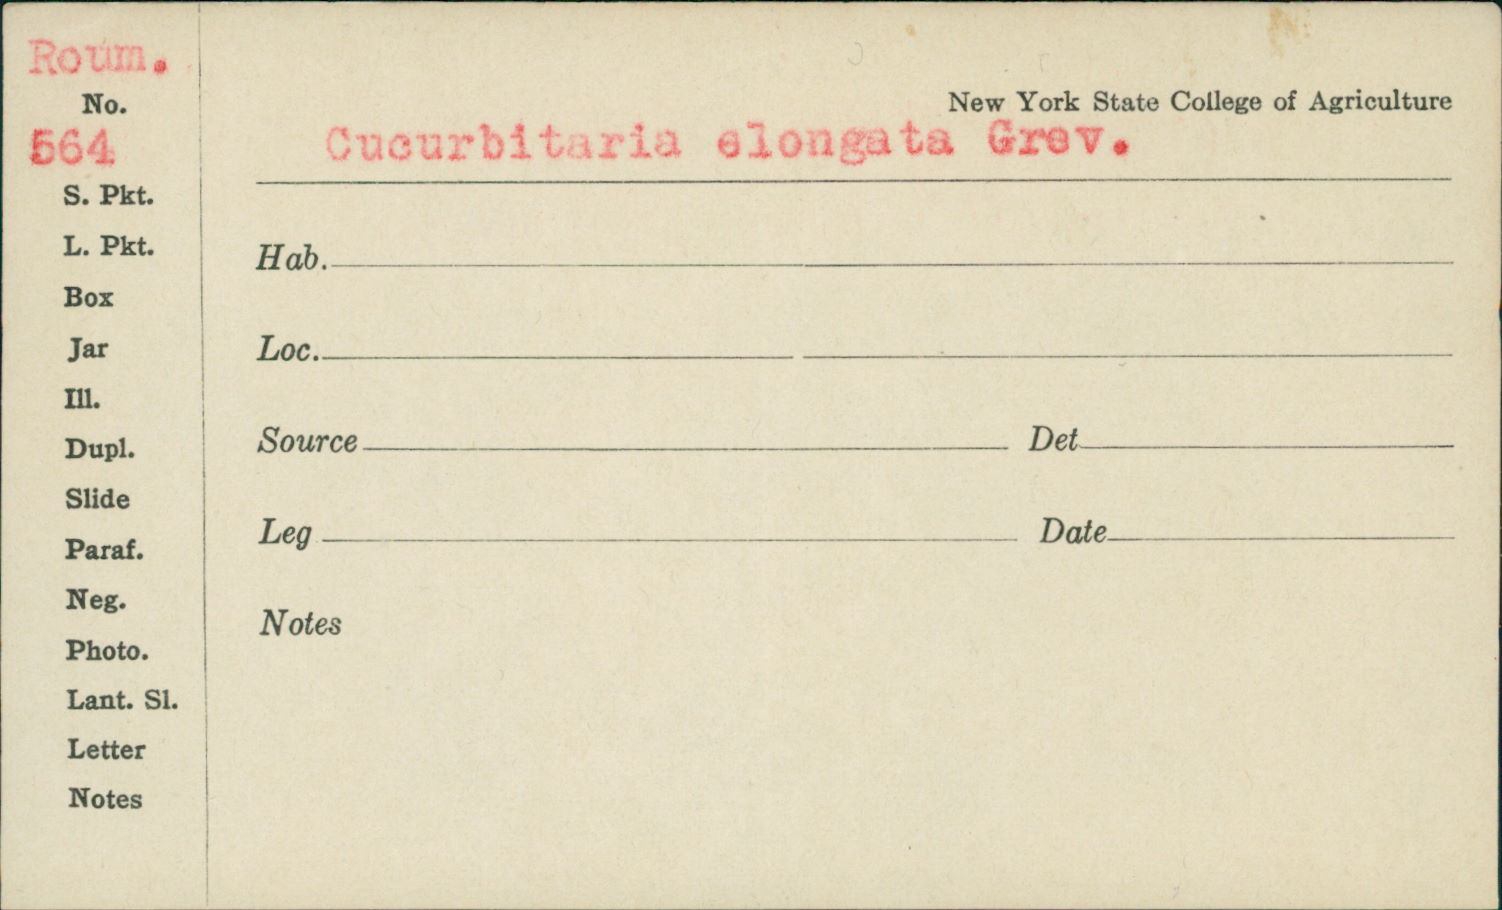 Roum.
No.
564
S. Pkt.
L. Pkt.
Box
Jar
Ill.
Dupl.
Slide
Paraf.
Neg.
Photo.
Lant. Sl.
Letter
Notes
New York State College of Agriculture
Cucurbitaria elongata Grev.
Hab.
Loc.
Source Det
Leg Date
Notes